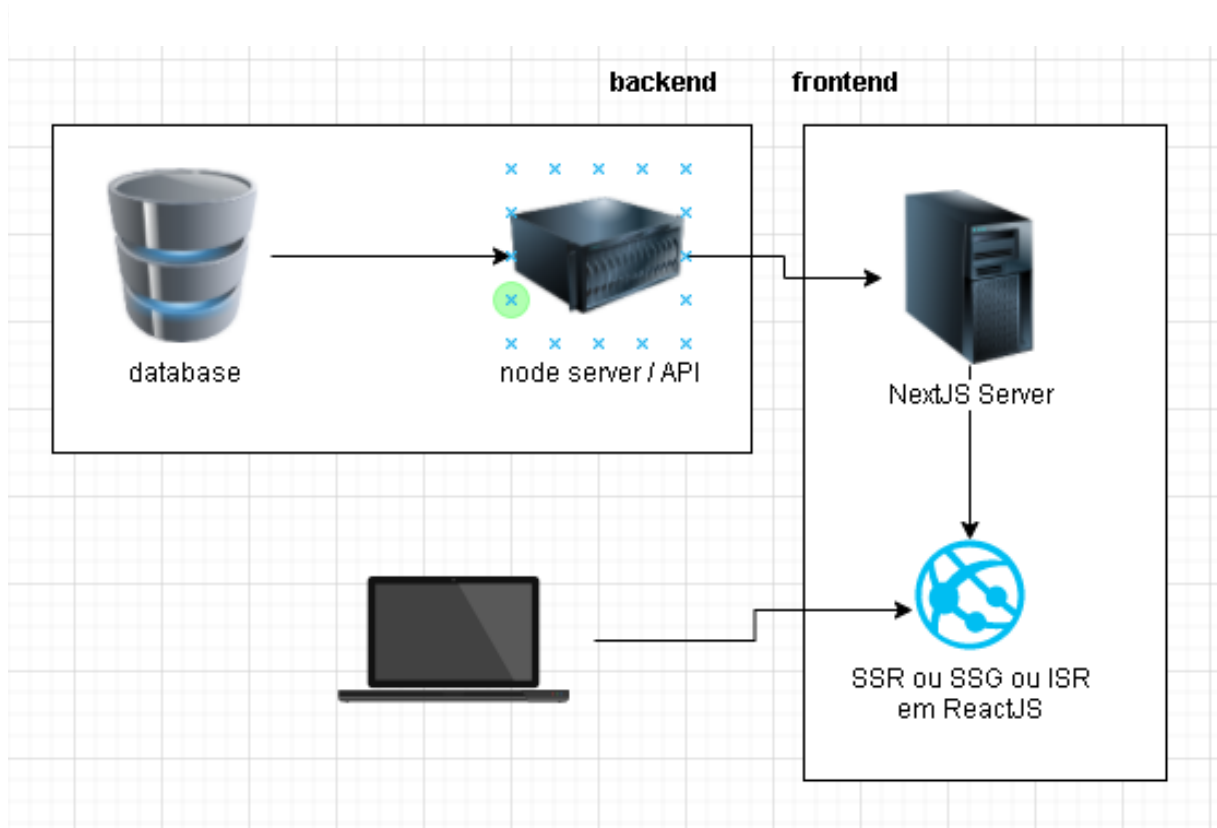 backend
frontend
database
node server / API
NextJS Server
SSR ou SSG ou ISR
em ReactJS